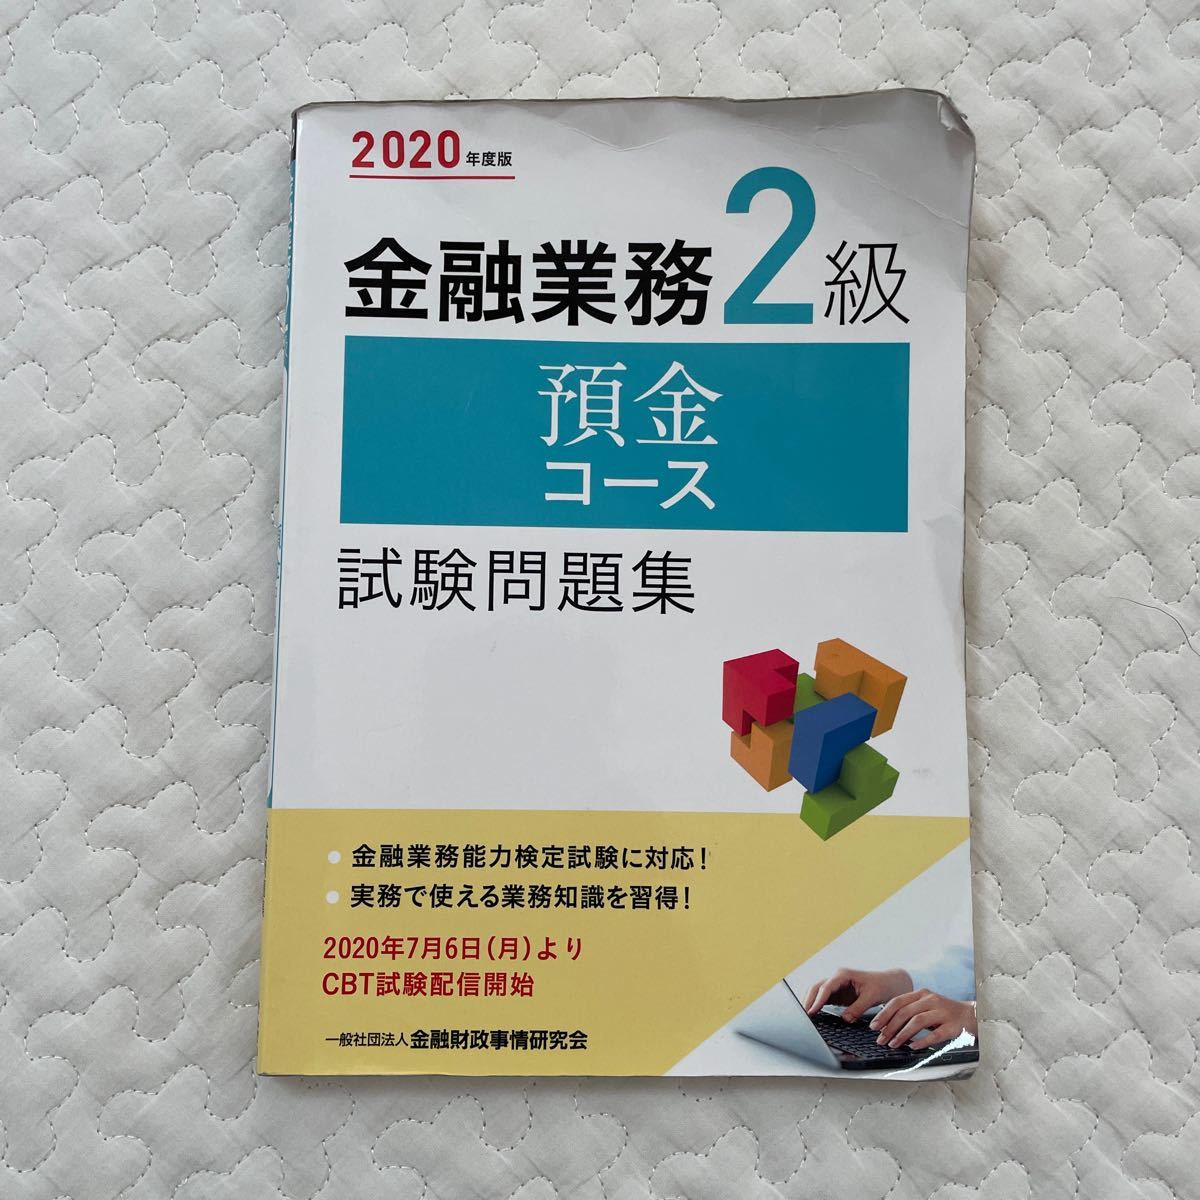 2020年度版
金融業務2級
預金
コース
試験問題集
● 金融業務能力検定試験に対応!
● 実務で使える業務知識を習得!
2020年7月6日(月)より
CBT試験配信開始
一般社団法人 金融財政事情研究会